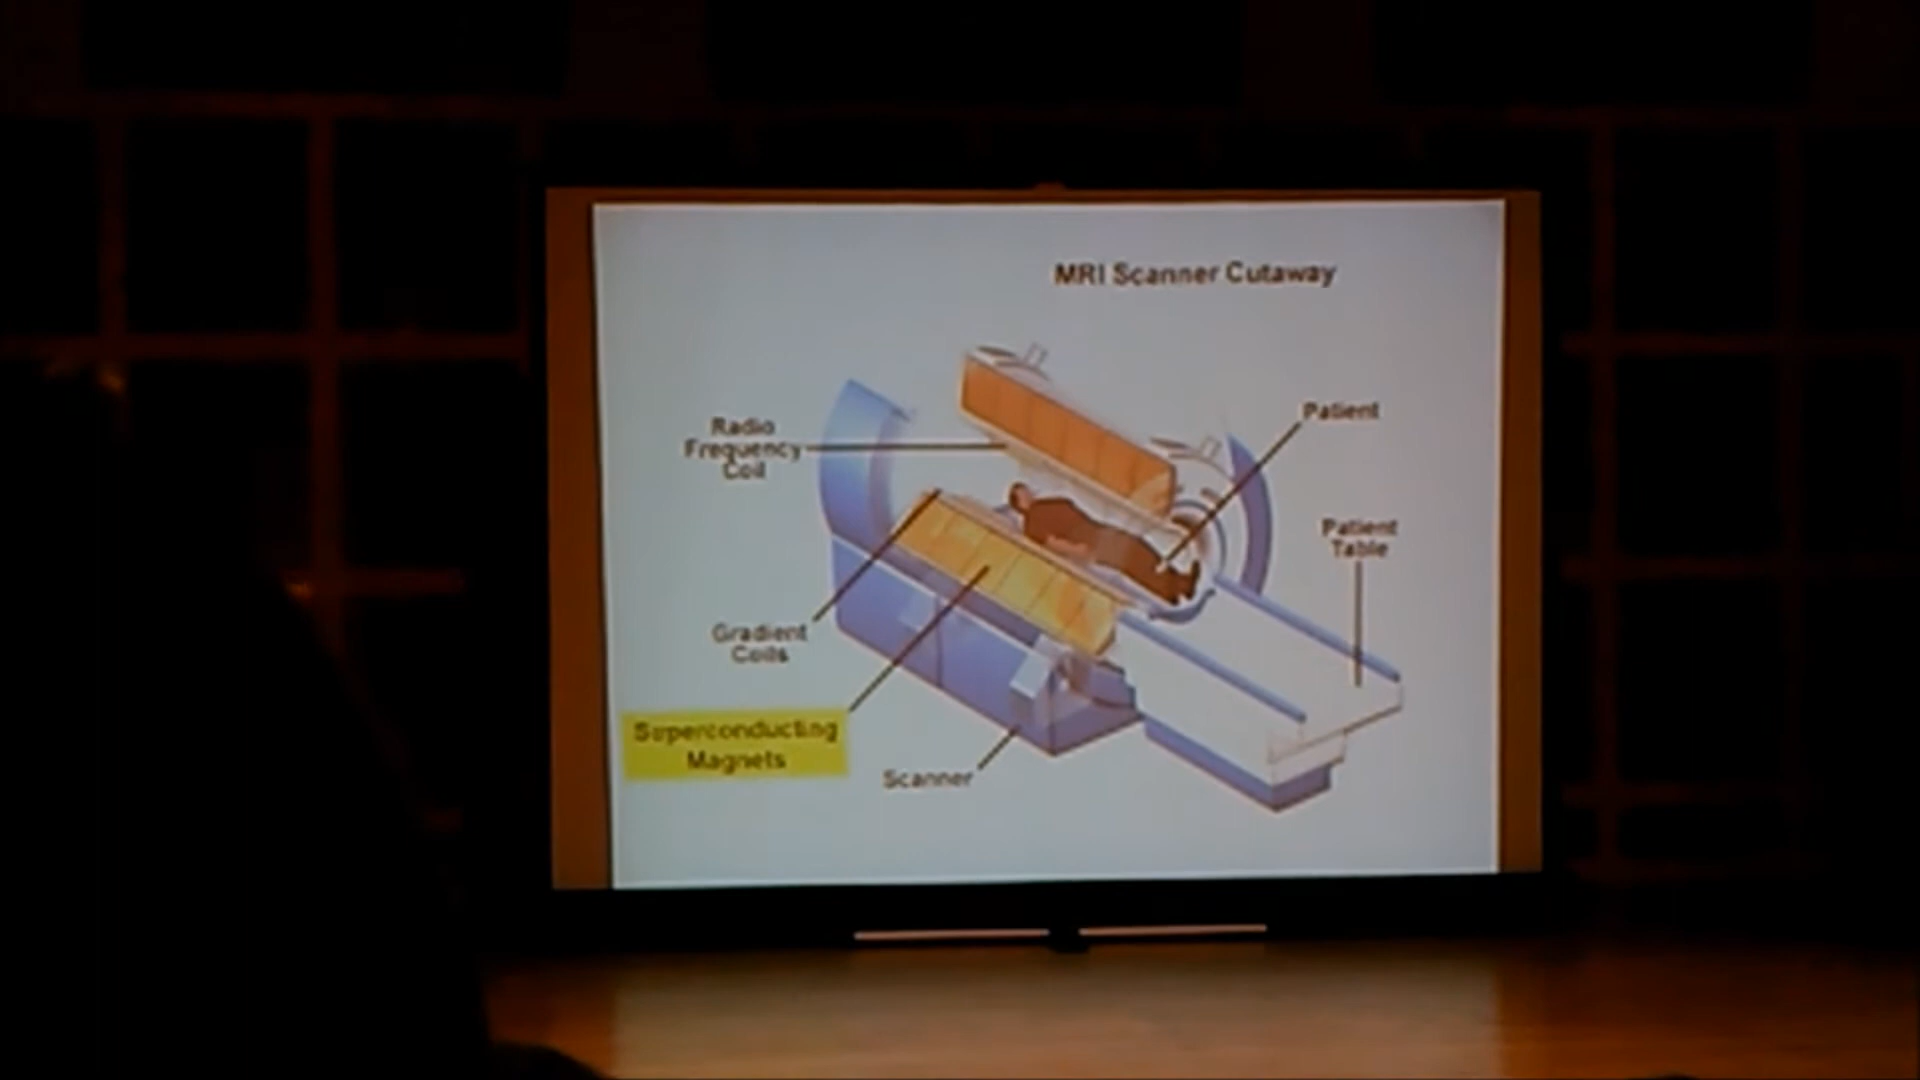 MRI Scanner Cutaway
Radio
Frequency
Coil
Patient
Patient
Table
Gradient
Coils
Superconducting
Magnets
Scanner